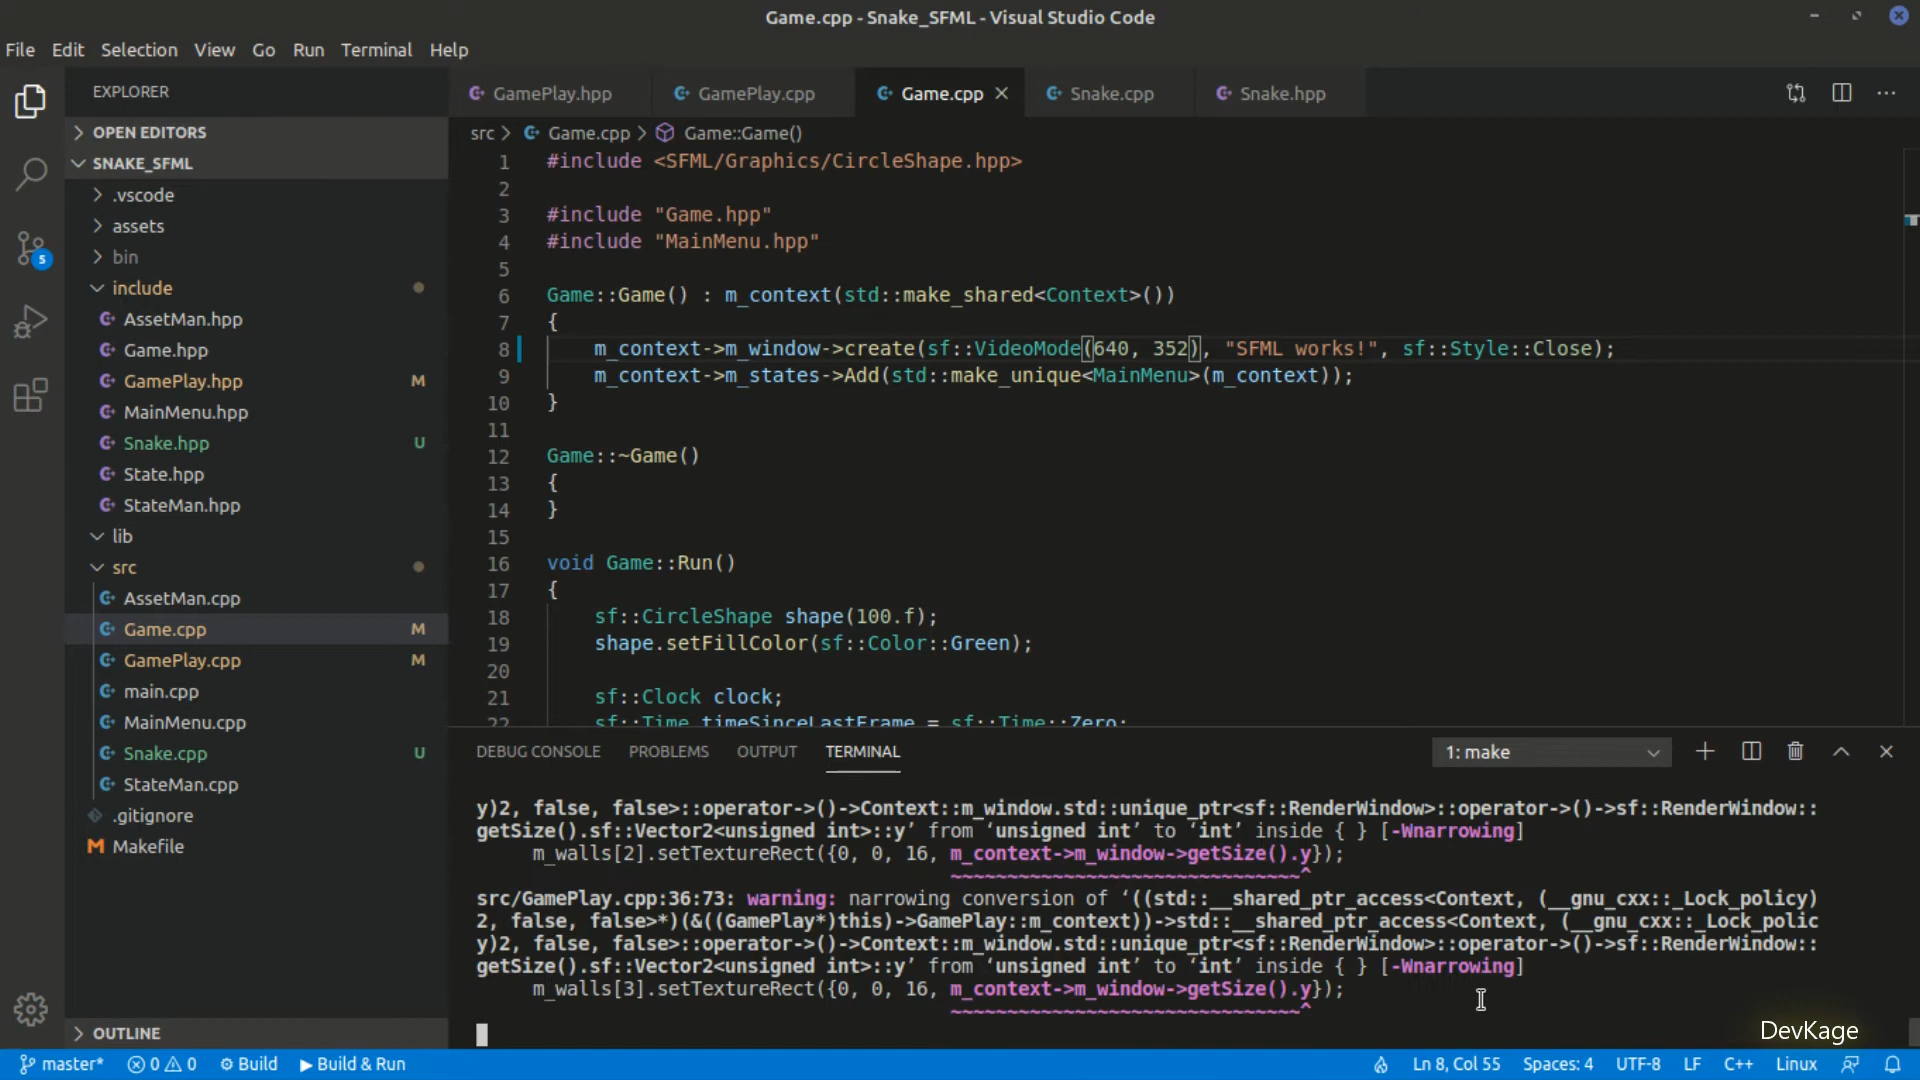 Game.cpp - Snake_SFML - Visual Studio Code
File Edit Selection View Go Run Terminal Help
EXPLORER
OPEN EDITORS
SNAKE_SFML
.vscode
assets
bin
include
AssetMan.hpp
Game.hpp
GamePlay.hpp M
MainMenu.hpp
Snake.hpp U
State.hpp
StateMan.hpp
lib
src
AssetMan.cpp
Game.cpp M
GamePlay.cpp M
main.cpp
MainMenu.cpp
Snake.cpp U
StateMan.cpp
.gitignore
Makefile
OUTLINE
5
GamePlay.hpp GamePlay.cpp Game.cpp Snake.cpp Snake.hpp
src > Game.cpp > Game::Game()
1 #include <SFML/Graphics/CircleShape.hpp>
2
3 #include "Game.hpp"
4 #include "MainMenu.hpp"
5
6 Game::Game() : m_context(std::make_shared<Context>())
7 {
8 m_context->m_window->create(sf::VideoMode(640, 352), "SFML works!", sf::Style::Close);
9 m_context->m_states->Add(std::make_unique<MainMenu>(m_context));
10 }
11
12 Game::~Game()
13 {
14 }
15
16 void Game::Run()
17 {
18 sf::CircleShape shape(100.f);
19 shape.setFillColor(sf::Color::Green);
20
21 sf::Clock clock;
22 sf::Time timeSinceLastFrame = sf::Time::Zero;
DEBUG CONSOLE PROBLEMS OUTPUT TERMINAL 1: make
y)2, false, false>::operator->()->Context::m_window.std::unique_ptr<sf::RenderWindow>::operator->()->sf::RenderWindow::
getSize().sf::Vector2<unsigned int>::y’ from ‘unsigned int’ to ‘int’ inside { } [-Wnarrowing]
m_walls[2].setTextureRect({0, 0, 16, m_context->m_window->getSize().y});
~~~~~~~~~~~~~~~~~~~~~~~~~~~~~~^
src/GamePlay.cpp:36:73: warning: narrowing conversion of ‘((std::__shared_ptr_access<Context, (__gnu_cxx::_Lock_policy)
2, false, false>*)(&((GamePlay*)this)->GamePlay::m_context))->std::__shared_ptr_access<Context, (__gnu_cxx::_Lock_polic
y)2, false, false>::operator->()->Context::m_window.std::unique_ptr<sf::RenderWindow>::operator->()->sf::RenderWindow::
getSize().sf::Vector2<unsigned int>::y’ from ‘unsigned int’ to ‘int’ inside { } [-Wnarrowing]
m_walls[3].setTextureRect({0, 0, 16, m_context->m_window->getSize().y});
~~~~~~~~~~~~~~~~~~~~~~~~~~~~~~^
DevKage
master* 0 0 Build Build & Run Ln 8, Col 55 Spaces: 4 UTF-8 LF C++ Linux